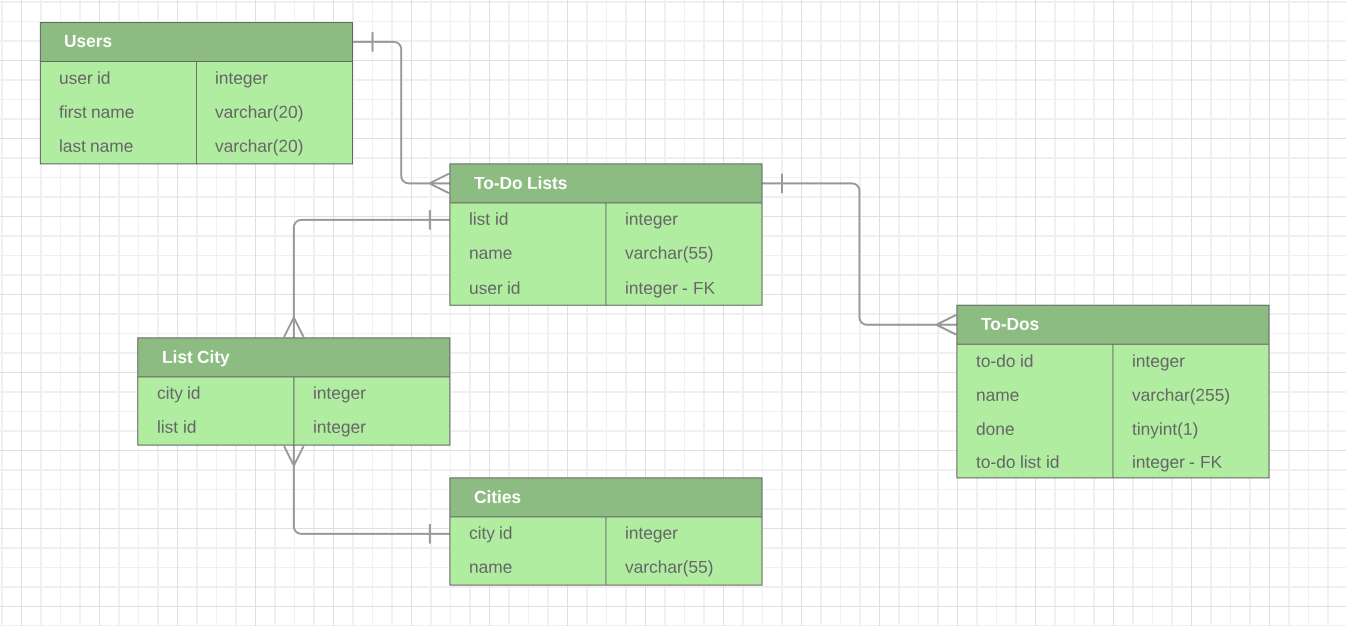 Users
user id integer
first name varchar(20)
last name varchar(20)
To-Do Lists
list id integer
name varchar(55)
user id integer - FK
List City
city id integer
list id integer
To-Dos
to-do id integer
name varchar(255)
done tinyint(1)
to-do list id integer - FK
Cities
city id integer
name varchar(55)